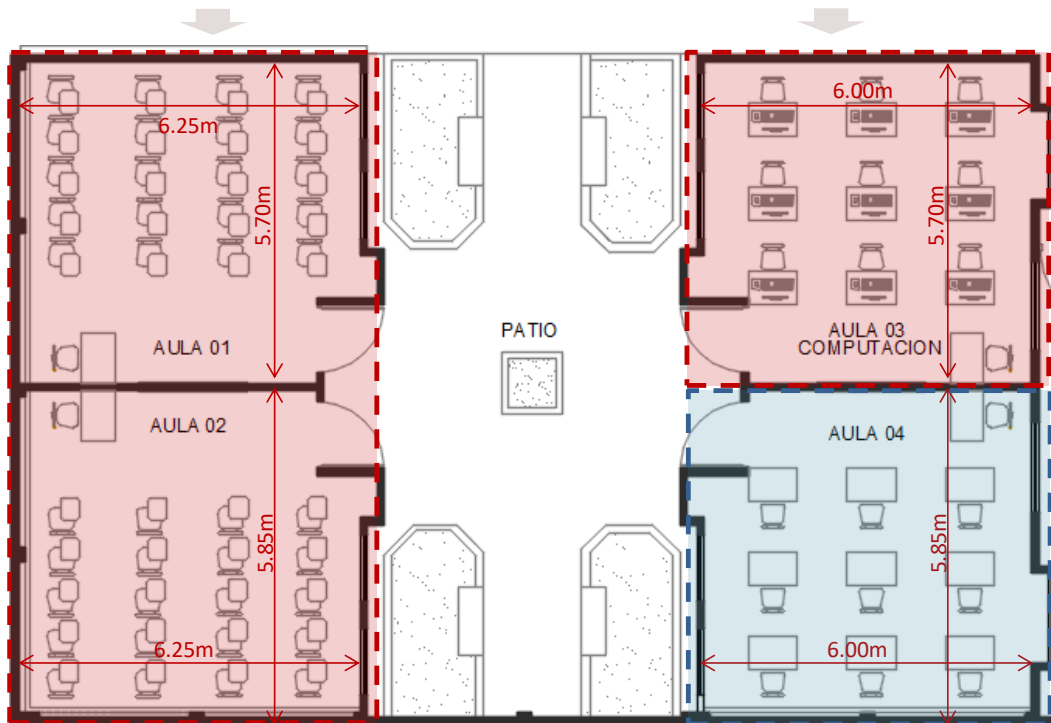 6.25m
5.70m
AULA 01
6.00m
5.70m
AULA 03
COMPUTACION
PATIO
AULA 02
5.85m
6.25m
AULA 04
5.85m
6.00m